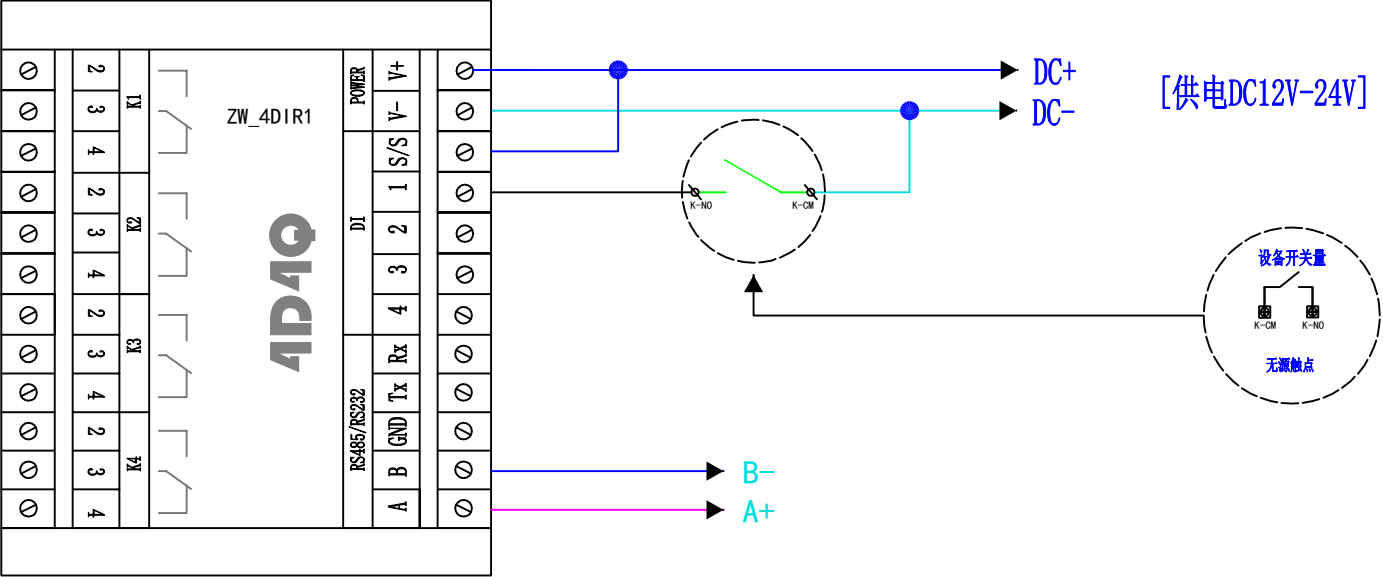 2
3
4
K1
2
3
4
K2
2
3
4
K3
2
3
4
K4
ZW_4DIR1
4D4Q
POWER
V+
V-
DI
S/S
1
2
3
4
RS485/RS232
Rx
Tx
GND
B
A
DC+
DC-
[供电DC12V-24V]
K-NO
K-CM
设备开关量
K-CM
K-NO
无源触点
B-
A+